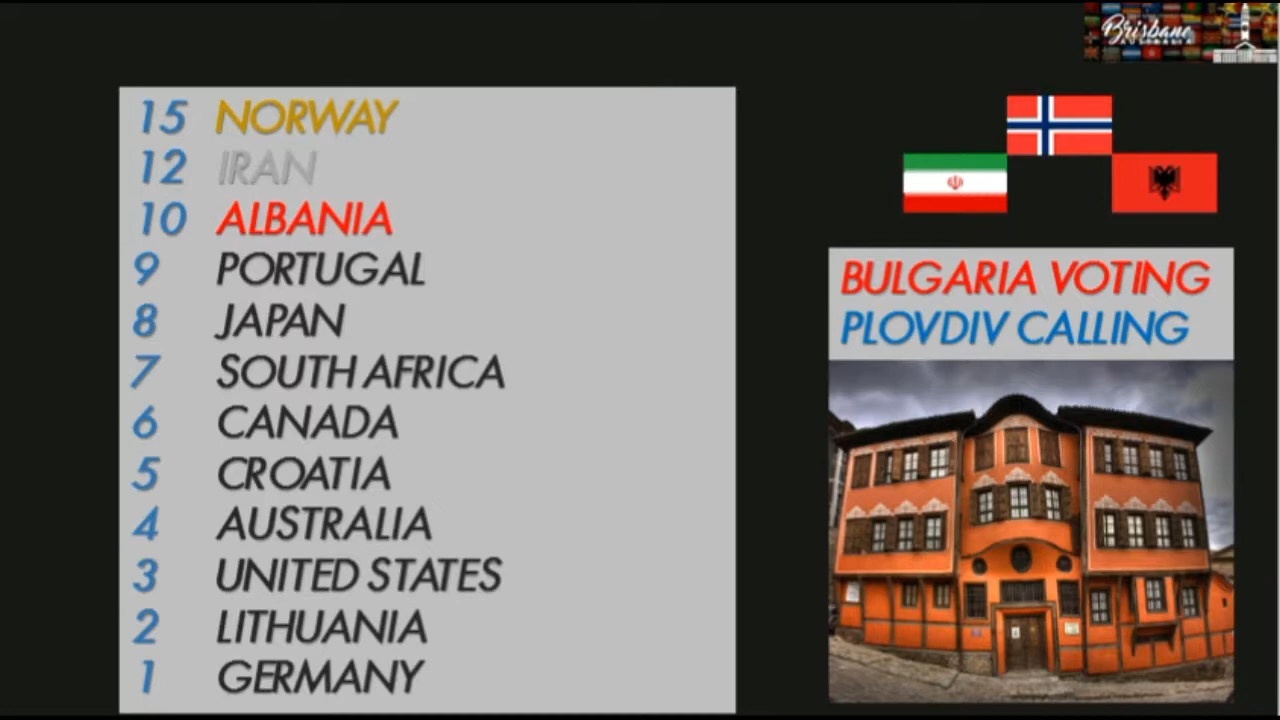 Brisbane
AUSTRALIA
15 NORWAY
12 IRAN
10 ALBANIA
9 PORTUGAL
8 JAPAN
7 SOUTH AFRICA
6 CANADA
5 CROATIA
4 AUSTRALIA
3 UNITED STATES
2 LITHUANIA
1 GERMANY
BULGARIA VOTING
PLOVDIV CALLING